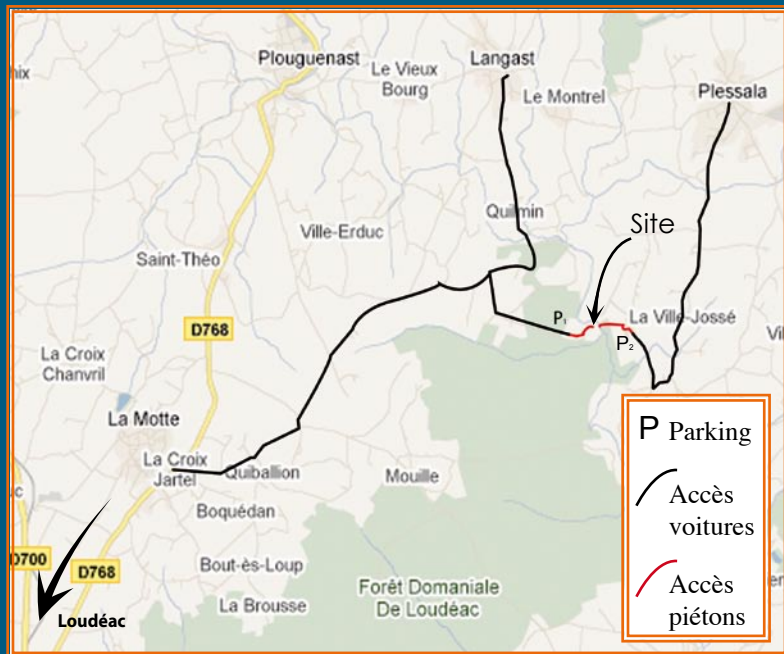 Plouguenast
Langast
Le Vieux
Bourg
Le Montrel
Plessala
Quilmin
Site
Ville-Erduc
Saint-Théo
D768
P1
P2
La Ville-Jossé
La Croix
Chanvril
La Motte
La Croix
Jartel
Quiballion
Mouille
Boquédan
D700
D768
Bout-ès-Loup
La Brousse
Forêt Domaniale
De Loudéac
Loudéac
P Parking
Accès
voitures
Accès
piétons